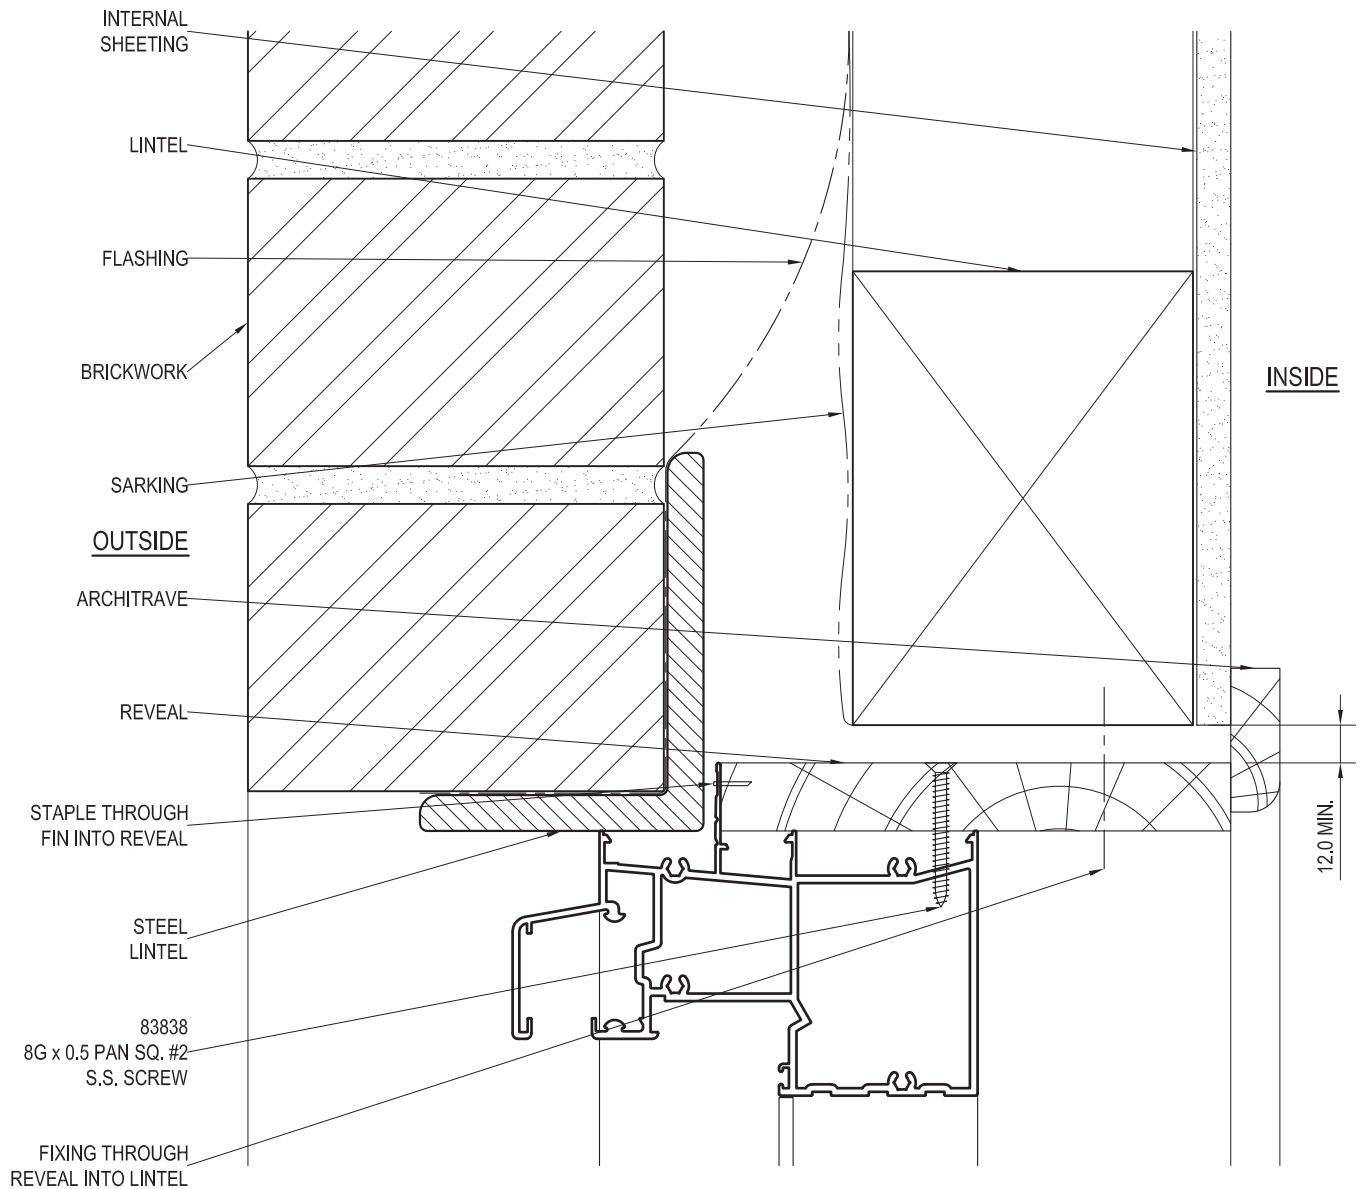 INTERNAL
SHEETING
LINTEL
FLASHING
BRICKWORK
INSIDE
SARKING
OUTSIDE
ARCHITRAVE
REVEAL
STAPLE THROUGH
FIN INTO REVEAL
12.0 MIN.
STEEL
LINTEL
83838
8G x 0.5 PAN SQ. #2
S.S. SCREW
FIXING THROUGH
REVEAL INTO LINTEL